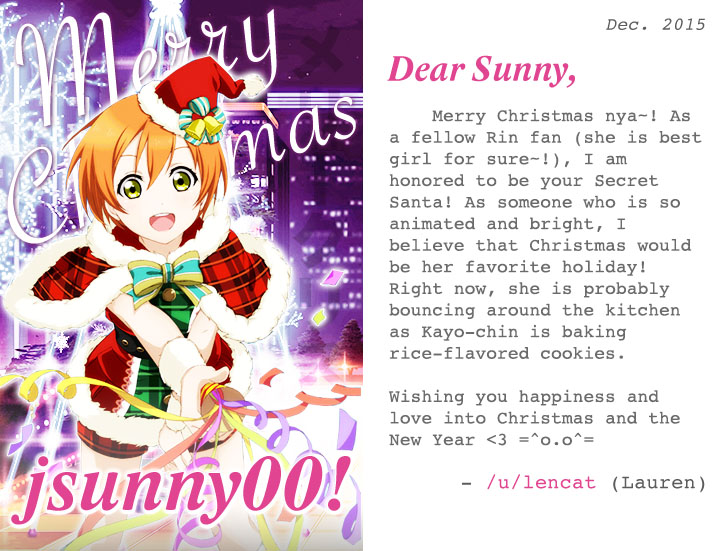 Merry
Christmas
jsunny00!
Dec. 2015
Dear Sunny,
Merry Christmas nya~! As
a fellow Rin fan (she is best
girl for sure~!), I am
honored to be your Secret
Santa! As someone who is so
animated and bright, I
believe that Christmas would
be her favorite holiday!
Right now, she is probably
bouncing around the kitchen
as Kayo-chin is baking
rice-flavored cookies.
Wishing you happiness and
love into Christmas and the
New Year <3 =^o.o^=
- /u/lencat (Lauren)